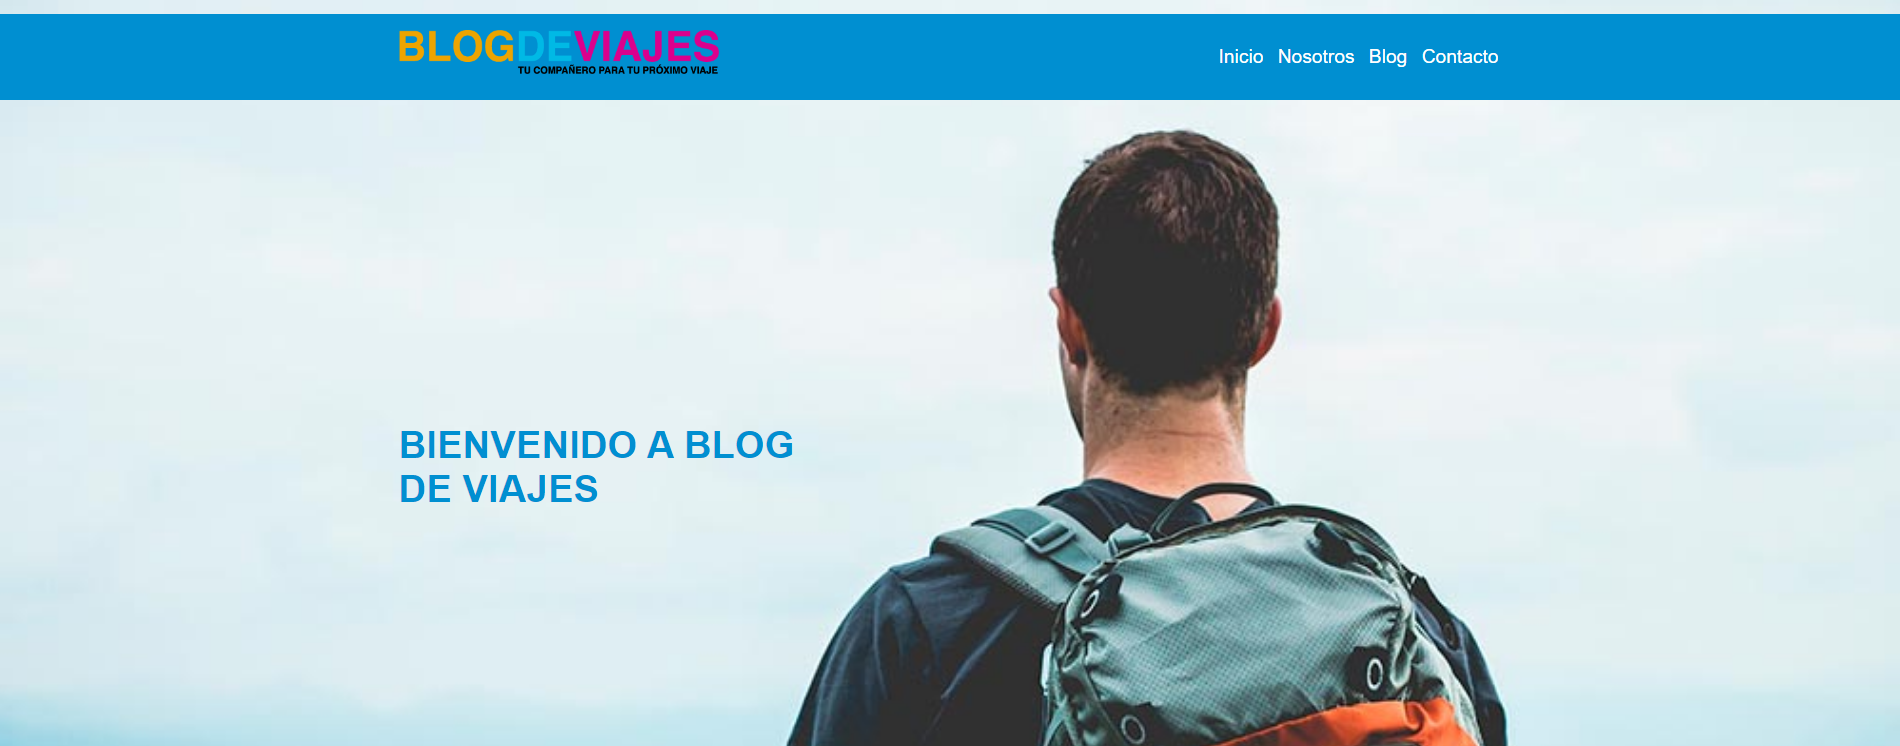 BLOGDEVIAJES
TU COMPAÑERO PARA TU PRÓXIMO VIAJE
Inicio Nosotros Blog Contacto
BIENVENIDO A BLOG
DE VIAJES